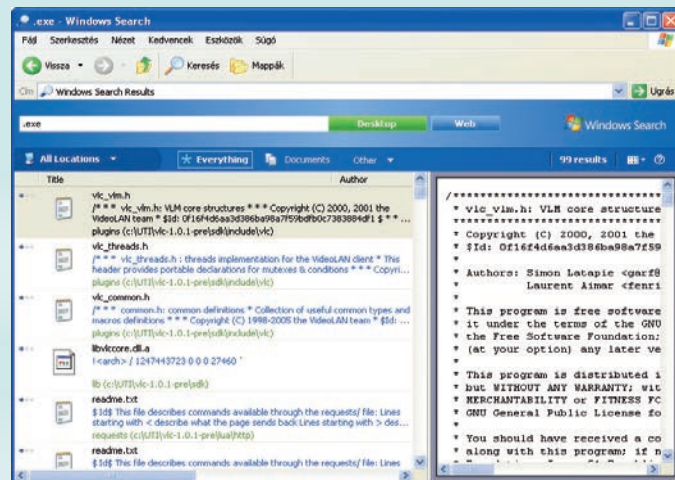 .exe - Windows Search
Fájl Szerkesztés Nézet Kedvencek Eszközök Súgó
Vissza Keresés Mappák
Cím Windows Search Results Ugrás
.exe Desktop Web Windows Search
All Locations Everything Documents Other 99 results
Title Author
vlc_vlm.h
/* * * vlc_vlm.h: VLM core structures * * * Copyright (C) 2000, 2001 the
VideoLAN team * $Id: $ * * ...
plugins (c:\UTI\vlc-1.0.1-pre\sdk\include\vlc)
vlc_threads.h
/* * * vlc_threads.h : threads implementation for the VideoLAN client * This
header provides portable declarations for mutexes & conditions * * * Copyri...
plugins (c:\UTI\vlc-1.0.1-pre\sdk\include\vlc)
vlc_common.h
/* * * common.h: common definitions * Collection of useful common types and
macros definitions * * * Copyright (C) 1998-2005 the VideoLAN team * $Id: ...
plugins (c:\UTI\vlc-1.0.1-pre\sdk\include\vlc)
libvlccore.dll.a
!<arch> / 1247443723 0 0 0 27460 `
lib (c:\UTI\vlc-1.0.1-pre\sdk)
readme.txt
$Id$ This file describes commands available through the requests/ file: Lines
starting with < describe what the page sends back Lines starting with > des...
requests (c:\UTI\vlc-1.0.1-pre\lua\http)
readme.txt
$Id$ This file describes commands available through the requests/ file: Lines
/******************************
* vlc_vlm.h: VLM core structure
******************************
* Copyright (C) 2000, 2001 the
* $Id: 0f16f4d6aa3d386ba98a7f59
*
* Authors: Simon Latapie <garf@
* Laurent Aimar <fenri
*
* This program is free software
* it under the terms of the GNU
* the Free Software Foundation;
* (at your option) any later ve
*
* This program is distributed i
* but WITHOUT ANY WARRANTY; wit
* MERCHANTABILITY or FITNESS FO
* GNU General Public License fo
*
* You should have received a co
* along with this program; if n